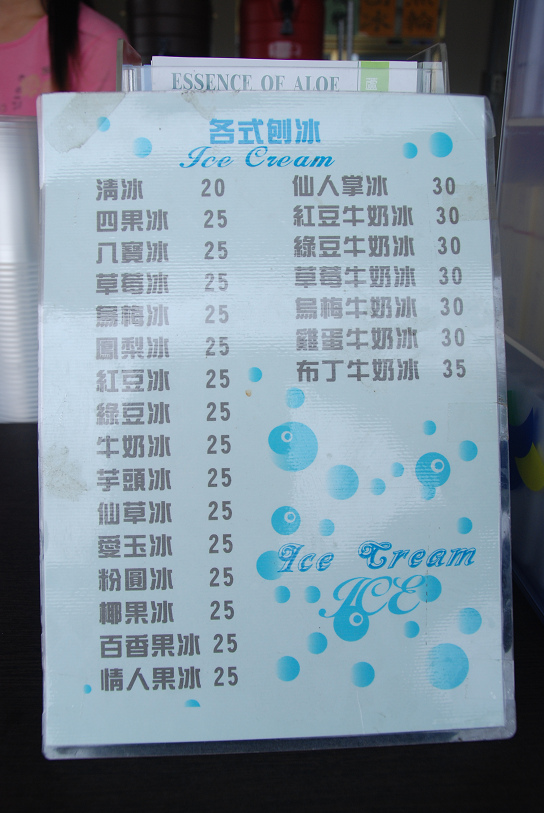 ESSENCE OF ALOE
各式刨冰
Ice Cream
清冰 20
四果冰 25
八寶冰 25
草莓冰 25
烏梅冰 25
鳳梨冰 25
紅豆冰 25
綠豆冰 25
牛奶冰 25
芋頭冰 25
仙草冰 25
愛玉冰 25
粉圓冰 25
椰果冰 25
百香果冰 25
情人果冰 25
仙人掌冰 30
紅豆牛奶冰 30
綠豆牛奶冰 30
草莓牛奶冰 30
烏梅牛奶冰 30
雞蛋牛奶冰 30
布丁牛奶冰 35
Ice Cream
ICE